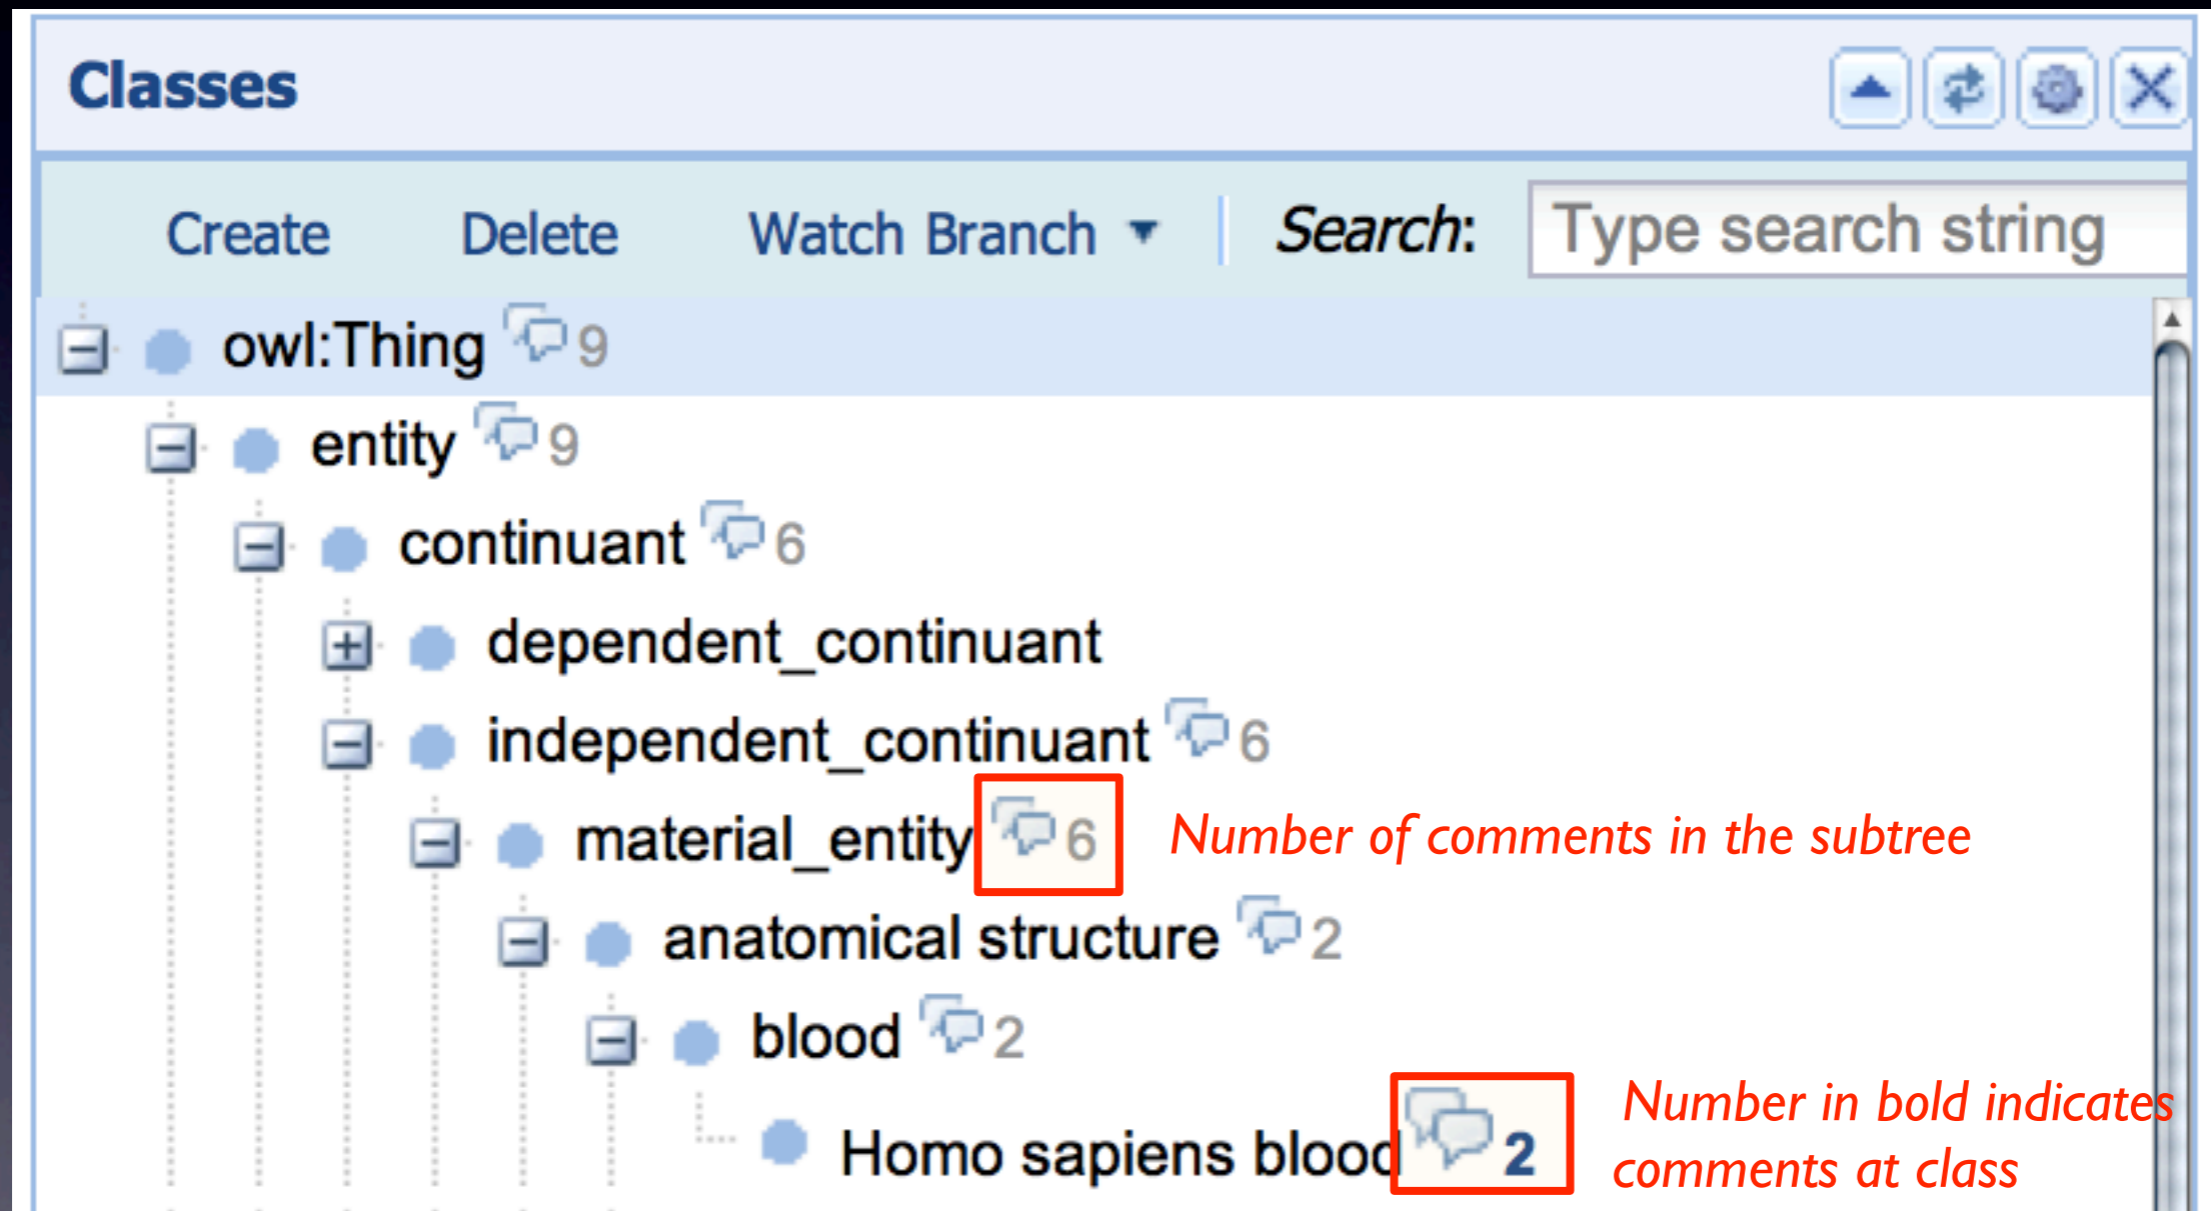 Classes
Create Delete Watch Branch Search: Type search string
owl:Thing 9
entity 9
continuant 6
dependent_continuant
independent_continuant 6
material_entity 6 Number of comments in the subtree
anatomical structure 2
blood 2
Homo sapiens blood 2 Number in bold indicates
comments at class